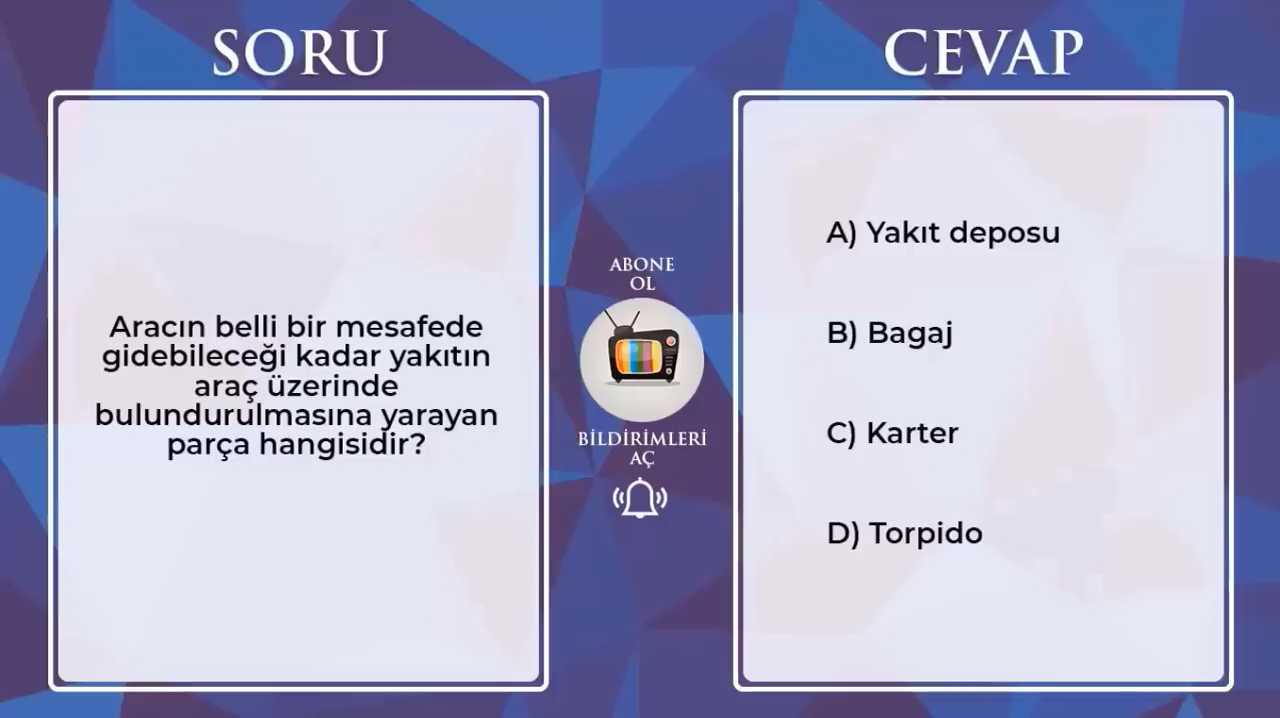 SORU
Aracın belli bir mesafede
gidebileceği kadar yakıtın
araç üzerinde
bulundurulmasına yarayan
parça hangisidir?
ABONE
OL
BİLDİRİMLERİ
AÇ
CEVAP
A) Yakıt deposu
B) Bagaj
C) Karter
D) Torpido